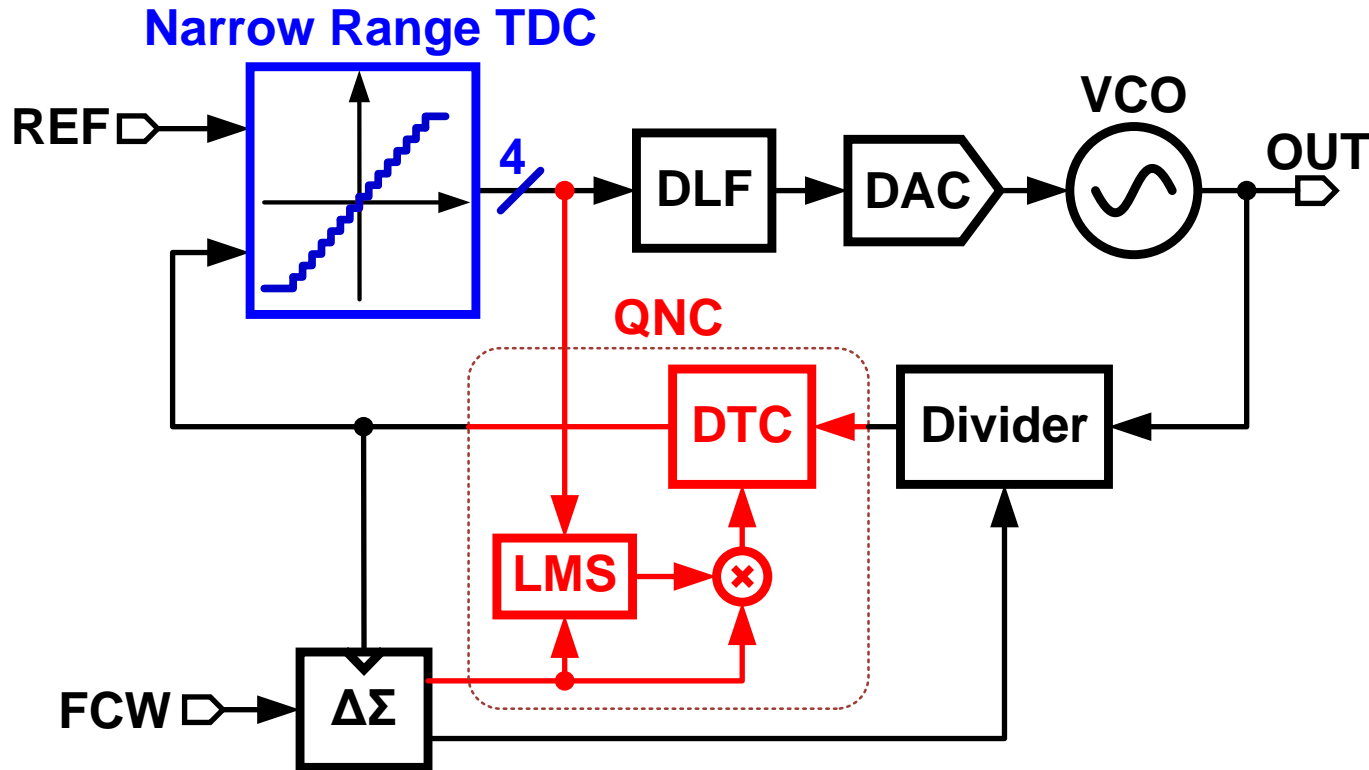 Narrow Range TDC
REF
4
DLF
DAC
VCO
OUT
QNC
DTC
Divider
LMS
×
FCW
ΔΣ